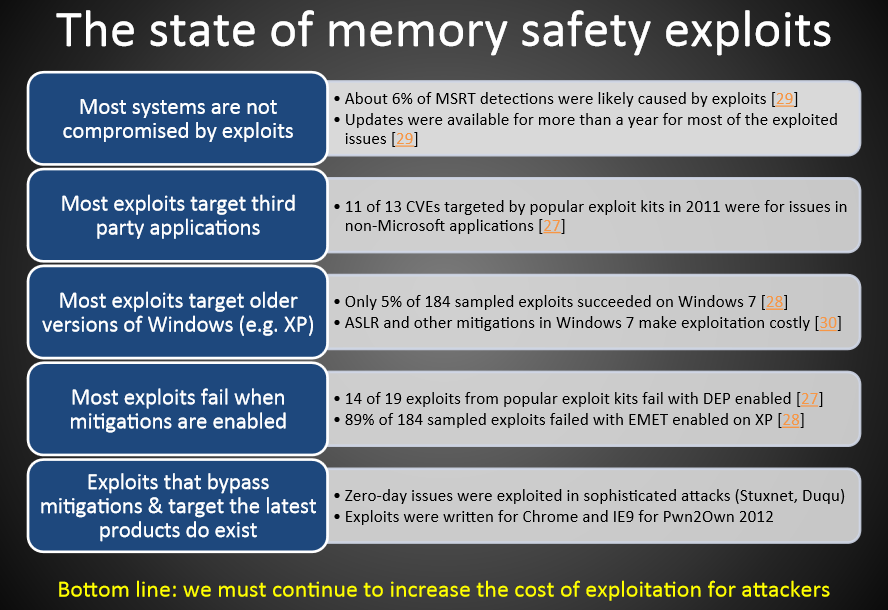 The state of memory safety exploits
Most systems are not
compromised by exploits
• About 6% of MSRT detections were likely caused by exploits [29]
• Updates were available for more than a year for most of the exploited
issues [29]
Most exploits target third
party applications
• 11 of 13 CVEs targeted by popular exploit kits in 2011 were for issues in
non-Microsoft applications [27]
Most exploits target older
versions of Windows (e.g. XP)
• Only 5% of 184 sampled exploits succeeded on Windows 7 [28]
• ASLR and other mitigations in Windows 7 make exploitation costly [30]
Most exploits fail when
mitigations are enabled
• 14 of 19 exploits from popular exploit kits fail with DEP enabled [27]
• 89% of 184 sampled exploits failed with EMET enabled on XP [28]
Exploits that bypass
mitigations & target the latest
products do exist
• Zero-day issues were exploited in sophisticated attacks (Stuxnet, Duqu)
• Exploits were written for Chrome and IE9 for Pwn2Own 2012
Bottom line: we must continue to increase the cost of exploitation for attackers